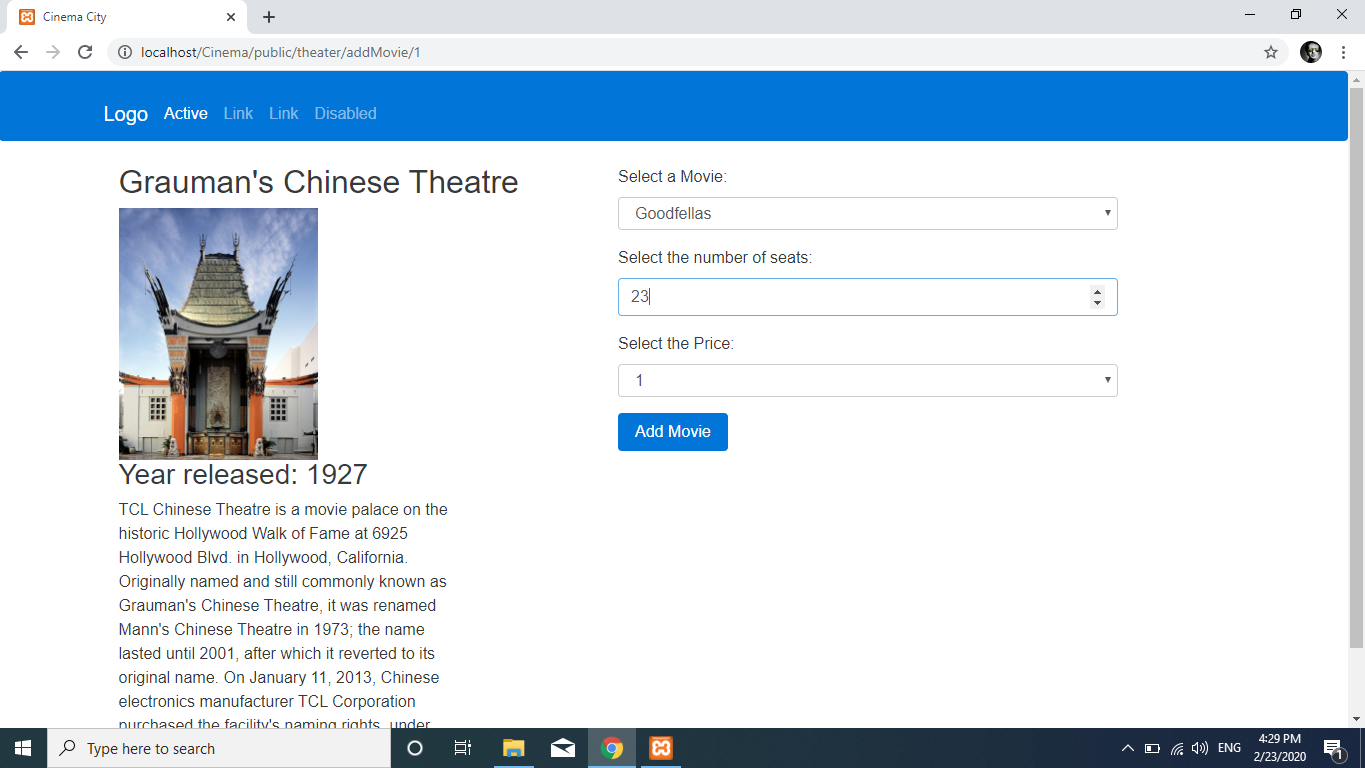 Cinema City
localhost/Cinema/public/theater/addMovie/1
Logo Active Link Link Disabled
Grauman's Chinese Theatre
Year released: 1927
TCL Chinese Theatre is a movie palace on the
historic Hollywood Walk of Fame at 6925
Hollywood Blvd. in Hollywood, California.
Originally named and still commonly known as
Grauman's Chinese Theatre, it was renamed
Mann's Chinese Theatre in 1973; the name
lasted until 2001, after which it reverted to its
original name. On January 11, 2013, Chinese
electronics manufacturer TCL Corporation
purchased the facility's naming rights, under
Select a Movie:
Goodfellas
Select the number of seats:
23
Select the Price:
1
Add Movie
Type here to search
ENG
4:29 PM
2/23/2020
1